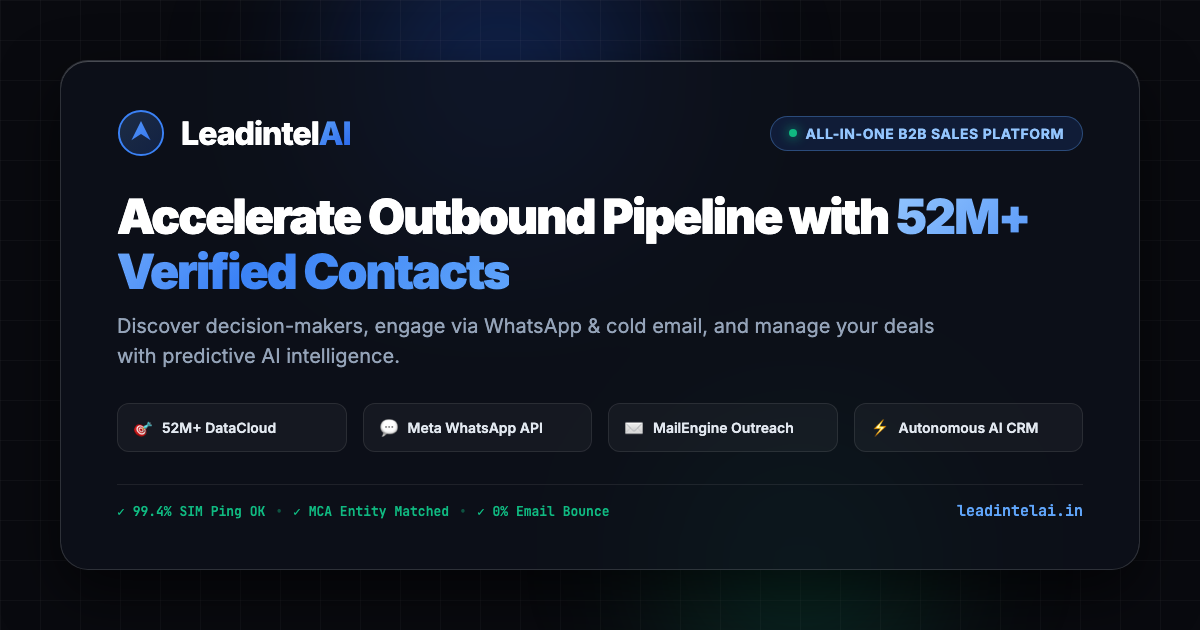 LeadintelAI
ALL-IN-ONE B2B SALES PLATFORM
Accelerate Outbound Pipeline with 52M+
Verified Contacts
Discover decision-makers, engage via WhatsApp & cold email, and manage your deals
with predictive AI intelligence.
52M+ DataCloud
Meta WhatsApp API
MailEngine Outreach
Autonomous AI CRM
✓ 99.4% SIM Ping OK • ✓ MCA Entity Matched • ✓ 0% Email Bounce
leadintelai.in